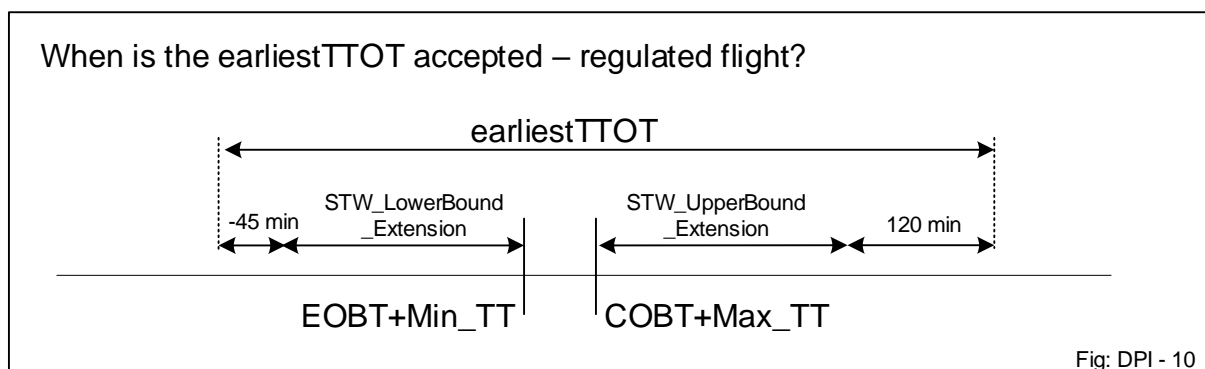 When is the earliestTTOT accepted – regulated flight?
earliestTTOT
-45 min
STW_LowerBound
_Extension
STW_UpperBound
_Extension
120 min
EOBT+Min_TT
COBT+Max_TT
Fig: DPI - 10